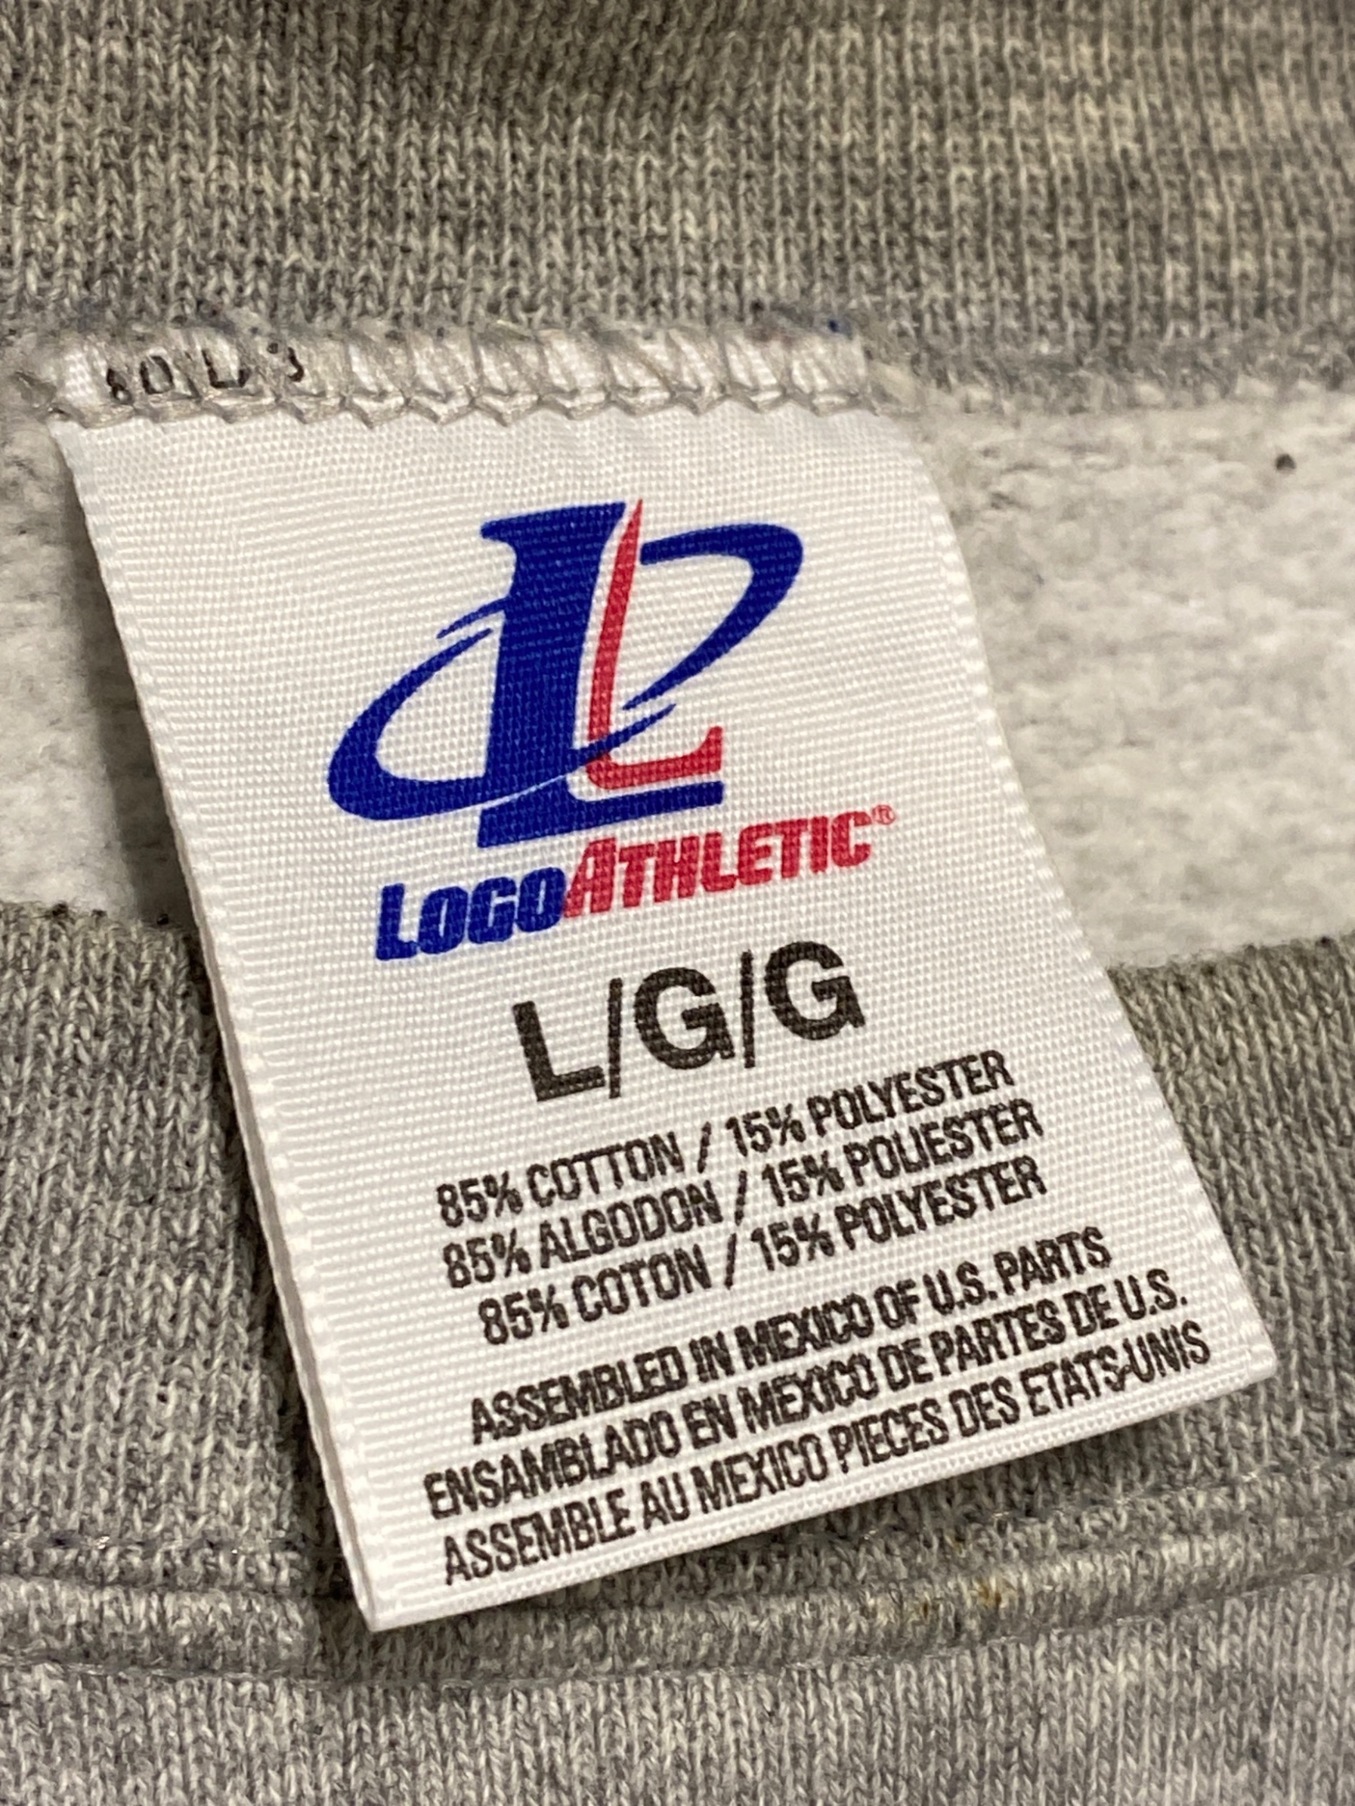 LOGOATHLETIC®
L/G/G
85% COTTON / 15% POLYESTER
85% ALGODON / 15% POLIESTER
85% COTON / 15% POLYESTER
ASSEMBLED IN MEXICO OF U.S. PARTS
ENSAMBLADO EN MEXICO DE PARTES DE U.S.
ASSEMBLE AU MEXICO PIECES DES ETATS-UNIS